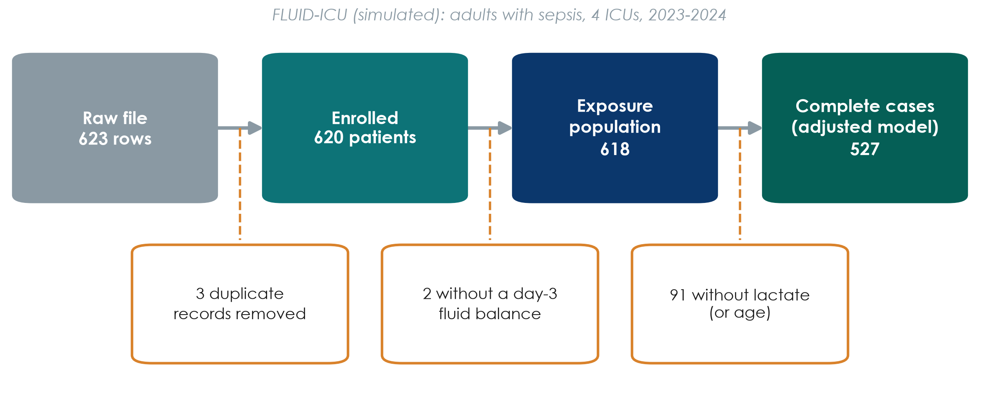 FLUID-ICU (simulated): adults with sepsis, 4 ICUs, 2023-2024
Raw file
623 rows
Enrolled
620 patients
Exposure
population
618
Complete cases
(adjusted model)
527
3 duplicate
records removed
2 without a day-3
fluid balance
91 without lactate
(or age)